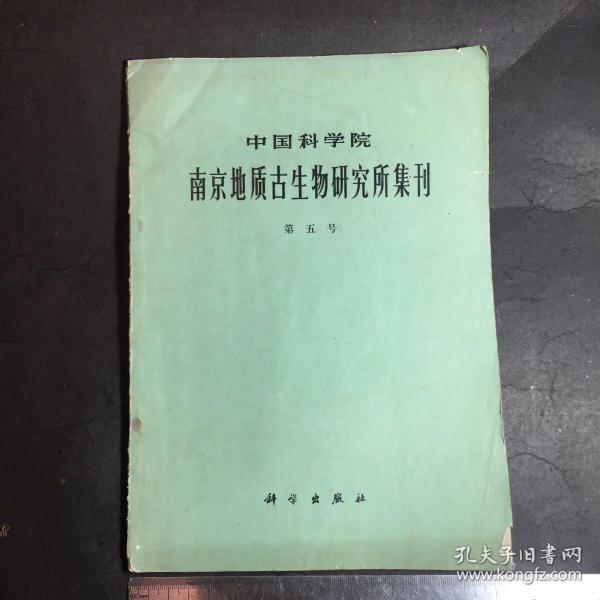 中国科学院
南京地质古生物研究所集刊
第五号
科学出版社
孔夫子旧书网
www.kongfz.com